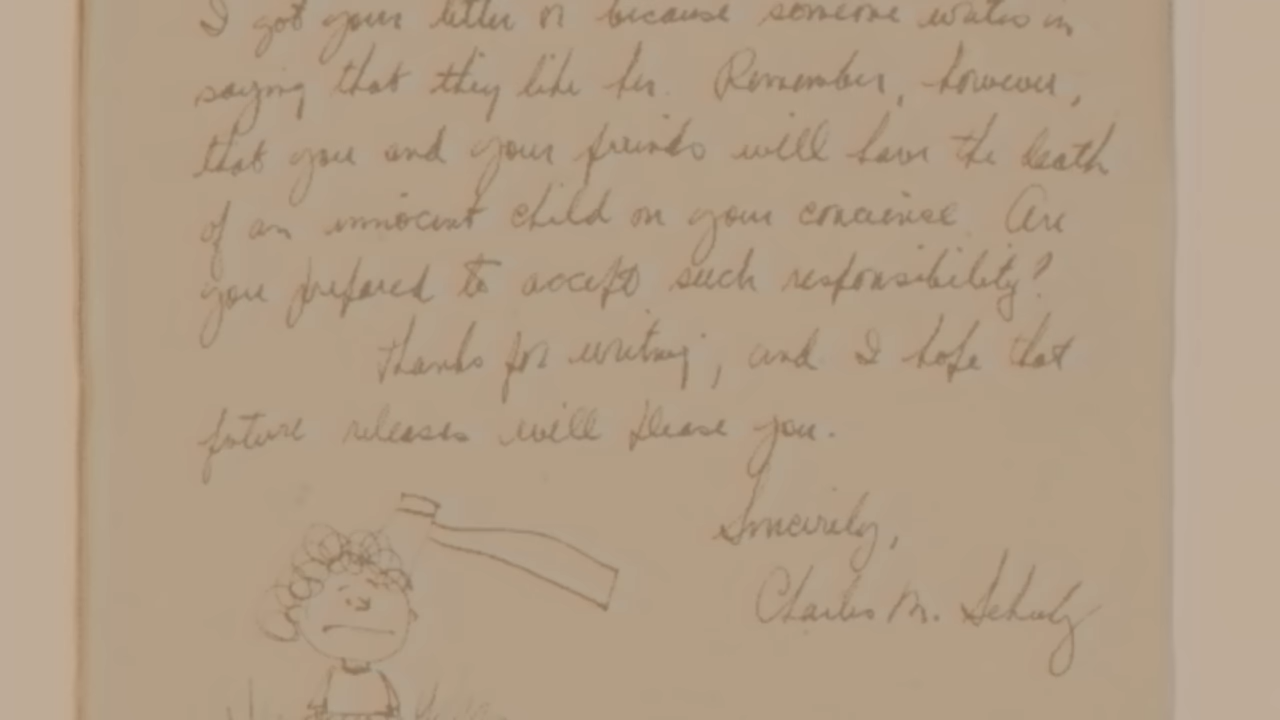 I got your letter or because someone writes in
saying that they like her. Remember, however,
that you and your friends will have the death
of an innocent child on your conscience. Are
you prepared to accept such responsibility?
Thanks for writing, and I hope that
future releases will please you.
Sincerely,
Charles M. Schulz